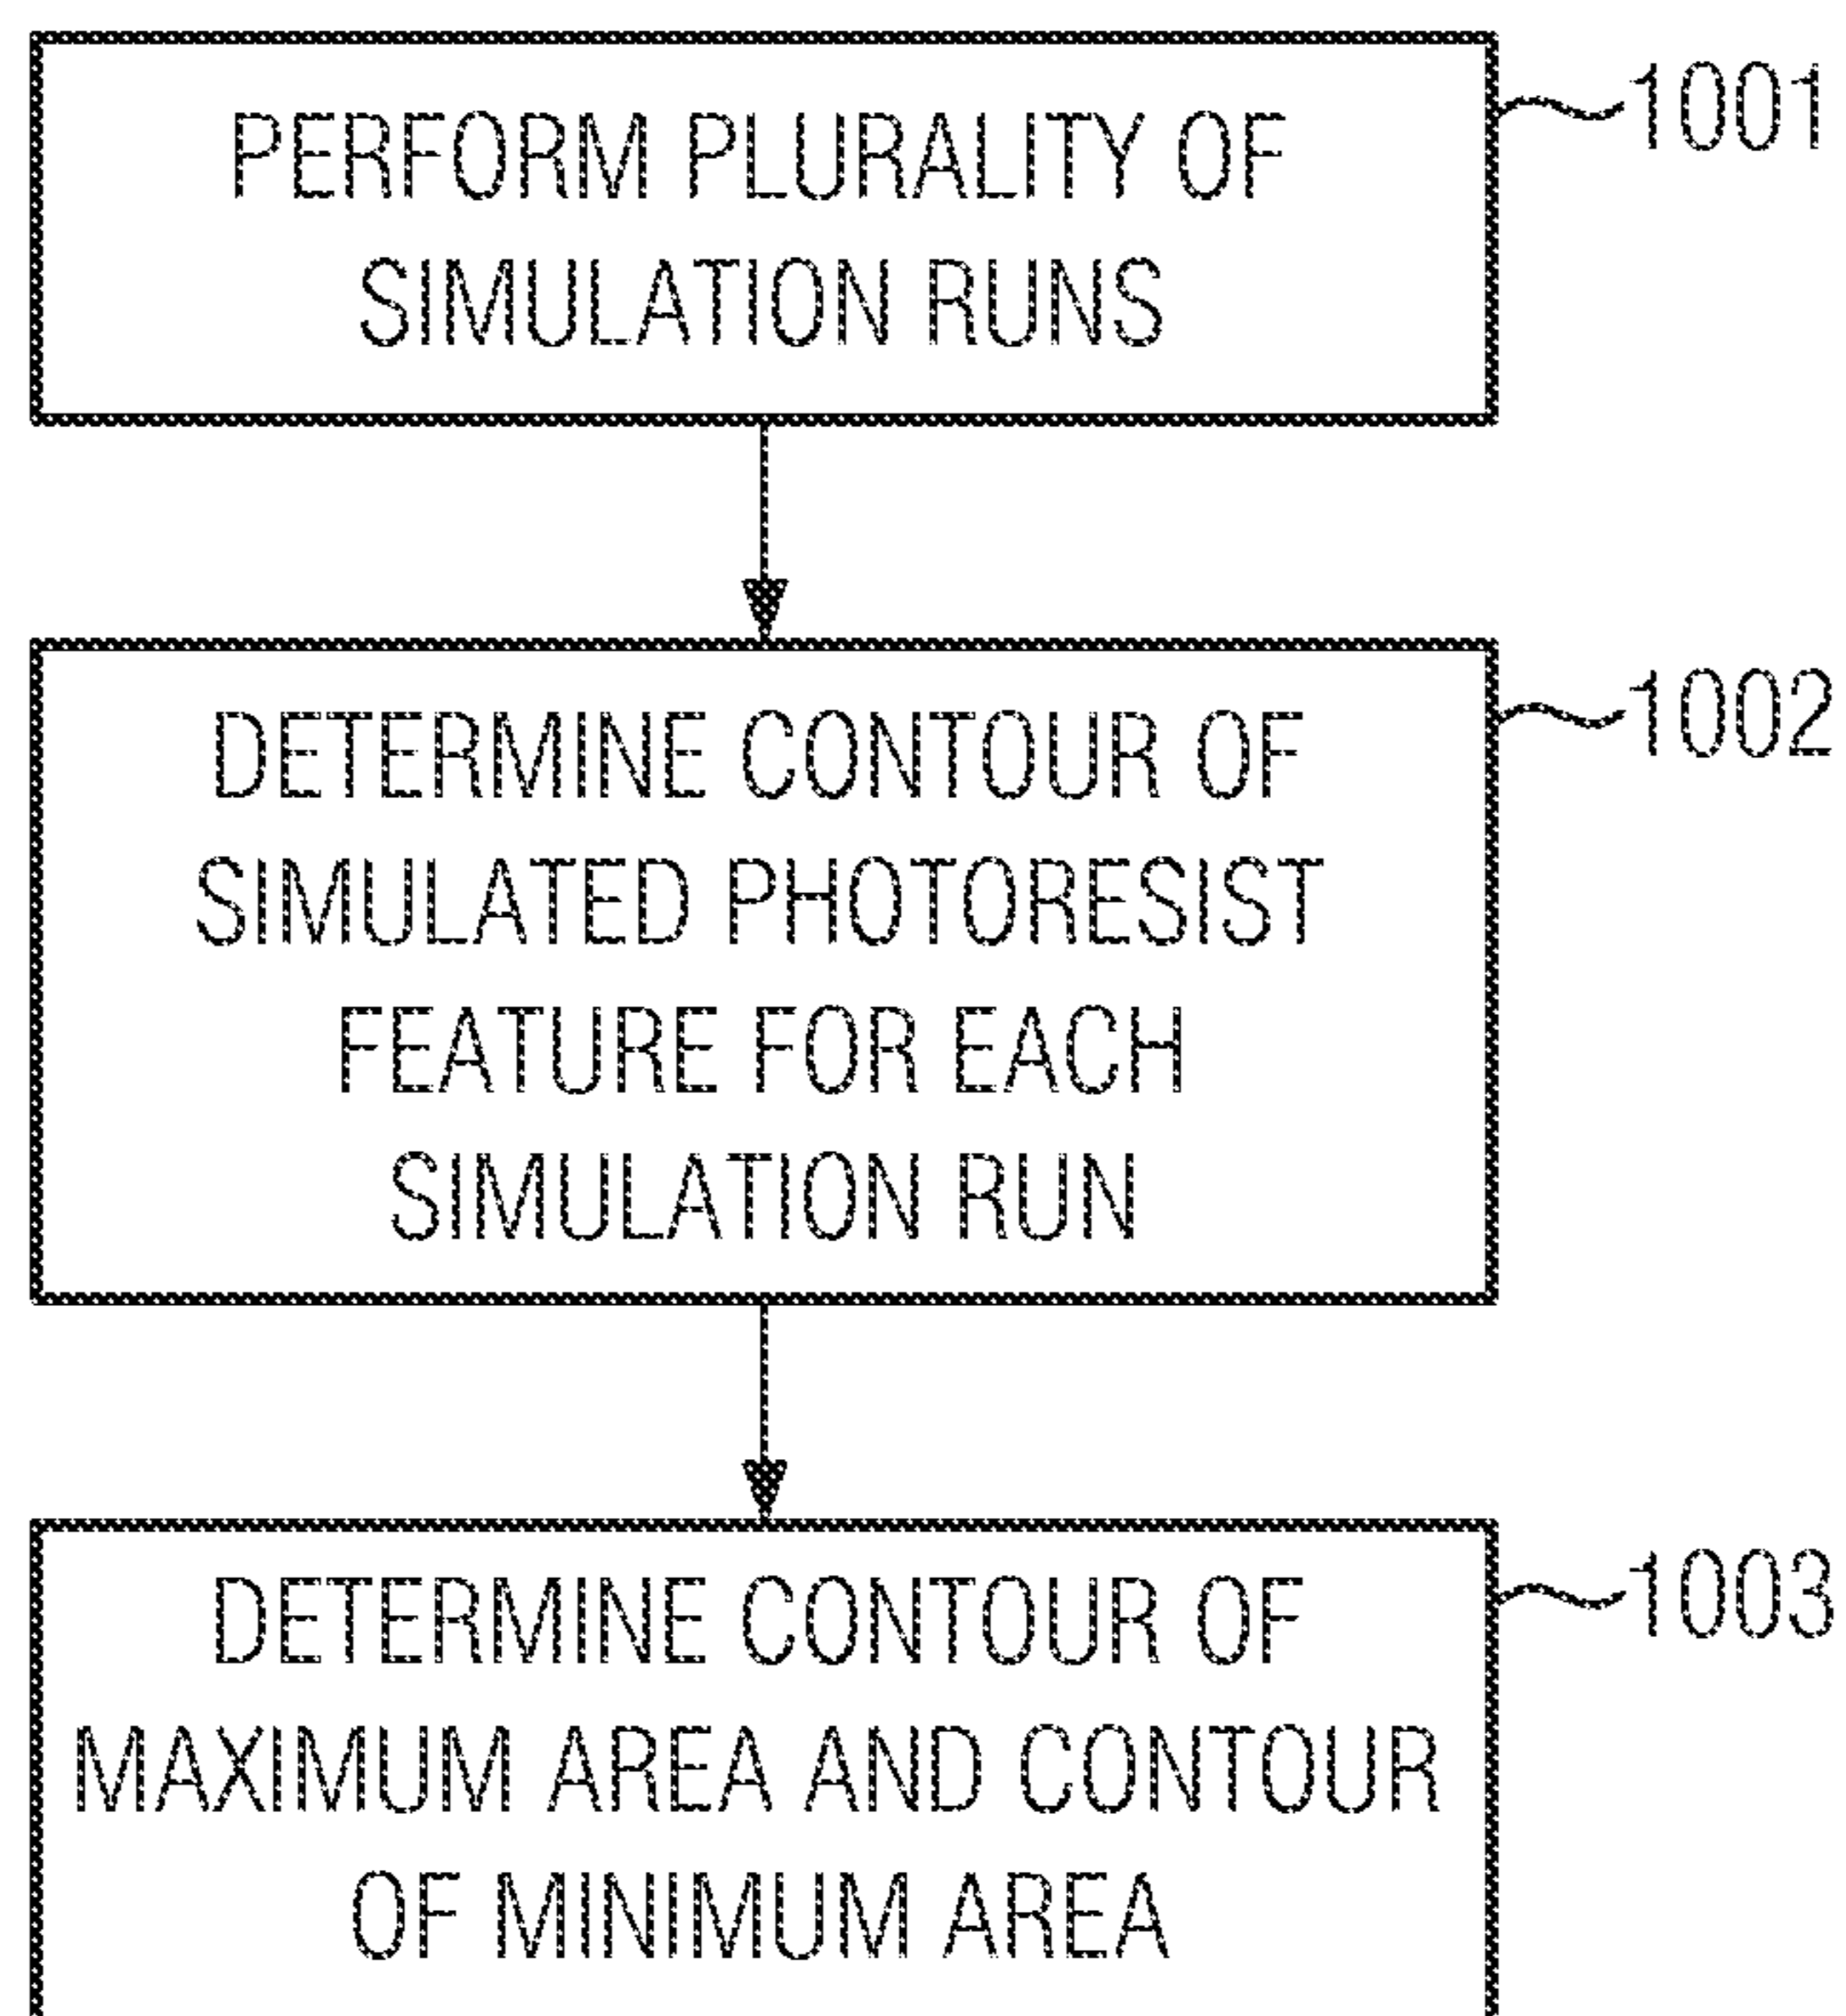 PERFORM PLURALITY OF
SIMULATION RUNS
1001
DETERMINE CONTOUR OF
SIMULATED PHOTORESIST
FEATURE FOR EACH
SIMULATION RUN
1002
DETERMINE CONTOUR OF
MAXIMUM AREA AND CONTOUR
OF MINIMUM AREA
1003